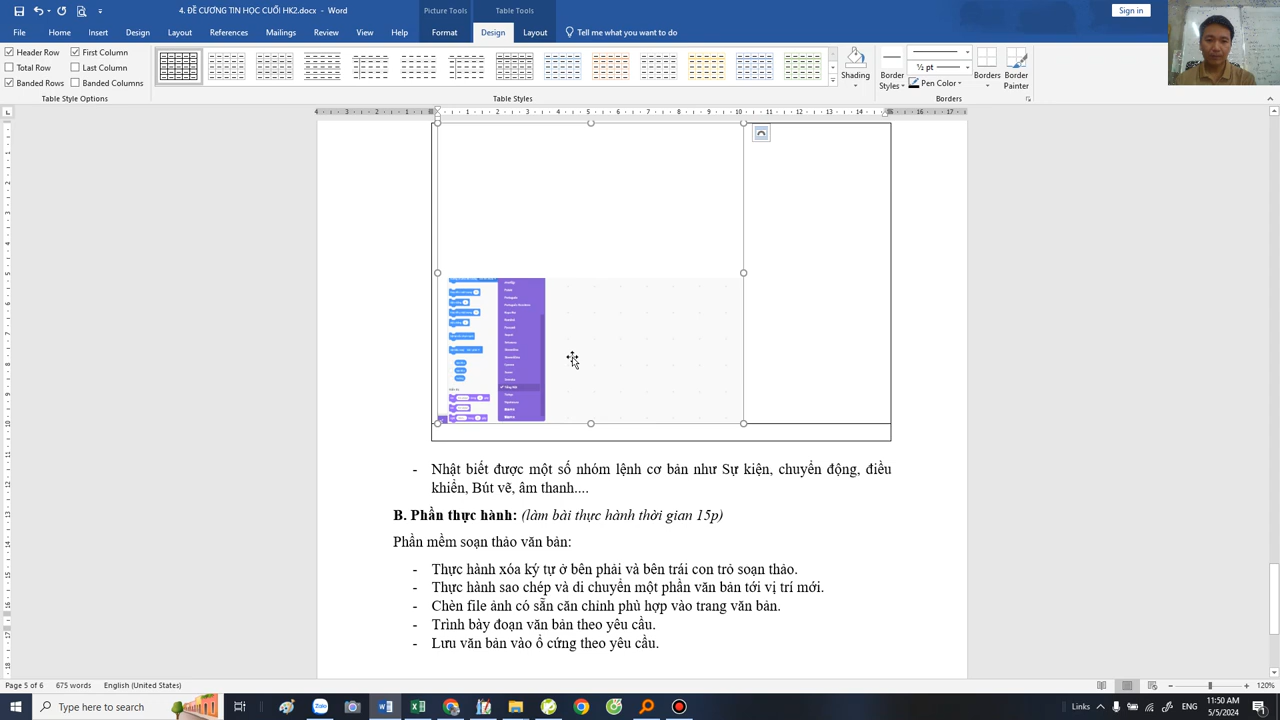 4. ĐỀ CƯƠNG TIN HỌC CUỐI HK2.docx - Word
Picture Tools
Table Tools
Sign in
File Home Insert Design Layout References Mailings Review View Help Format Design Layout Tell me what you want to do
Header Row First Column
Total Row Last Column
Banded Rows Banded Columns
Table Style Options
Table Styles
Shading
Border Styles
½ pt
Pen Color
Borders
Border Painter
Borders
- Nhật biết được một số nhóm lệnh cơ bản như Sự kiện, chuyển động, điều
khiển, Bút vẽ, âm thanh....
B. Phần thực hành: (làm bài thực hành thời gian 15p)
Phần mềm soạn thảo văn bản:
- Thực hành xóa ký tự ở bên phải và bên trái con trỏ soạn thảo.
- Thực hành sao chép và di chuyển một phần văn bản tới vị trí mới.
- Chèn file ảnh có sẵn căn chỉnh phù hợp vào trang văn bản.
- Trình bày đoạn văn bản theo yêu cầu.
- Lưu văn bản vào ổ cứng theo yêu cầu.
Page 5 of 6 675 words English (United States)
120%
Type here to search
Links
ENG
11:50 AM
5/5/2024